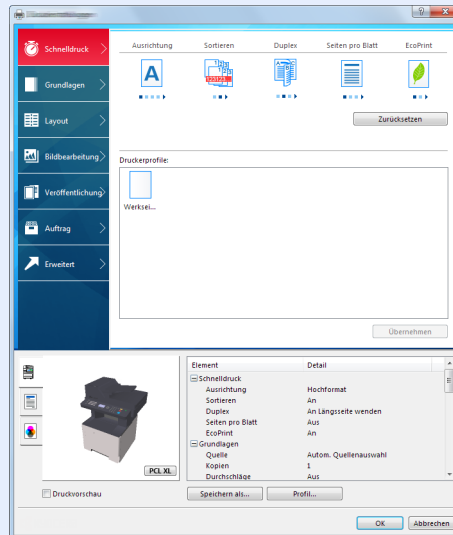 Schnelldruck
Grundlagen
Layout
Bildbearbeitung
Veröffentlichung
Auftrag
Erweitert
Ausrichtung Sortieren Duplex Seiten pro Blatt EcoPrint
A
123123...
Zurücksetzen
Druckerprofile:
Werksei...
Übernehmen
PCL XL
Druckvorschau
Element Detail
Schnelldruck
Ausrichtung Hochformat
Sortieren An
Duplex An Längsseite wenden
Seiten pro Blatt Aus
EcoPrint An
Grundlagen
Quelle Autom. Quellenauswahl
Kopien 1
Durchschläge Aus
Speichern als... Profil...
OK Abbrechen